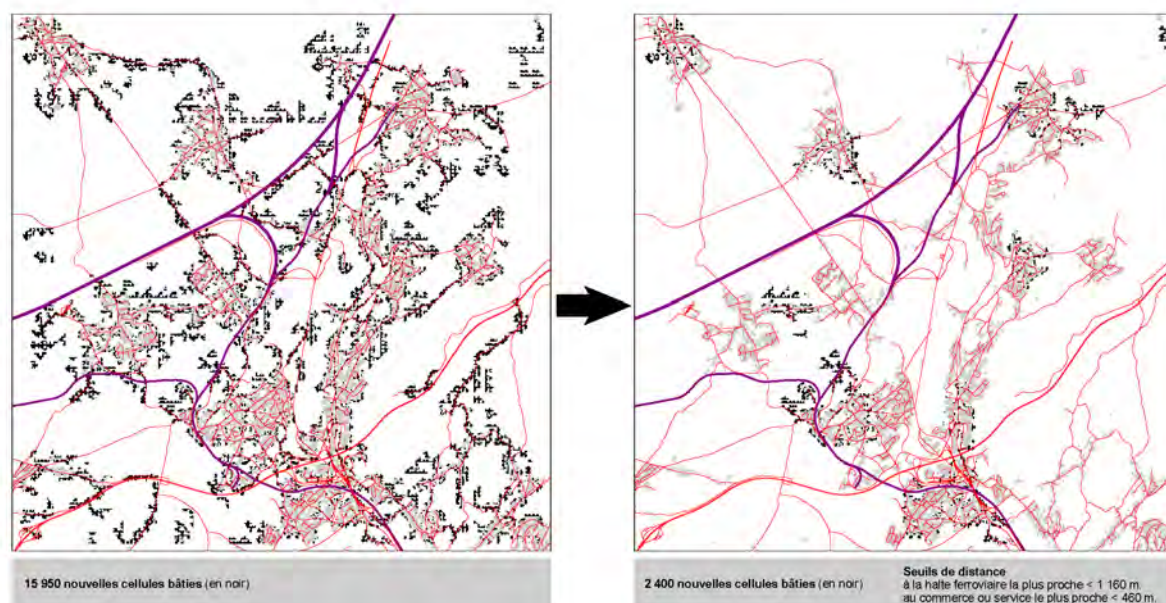 15 950 nouvelles cellules bâties (en noir)
2 400 nouvelles cellules bâties (en noir)
Seuils de distance
à la halte ferroviaire la plus proche < 1 160 m.
au commerce ou service le plus proche < 460 m.